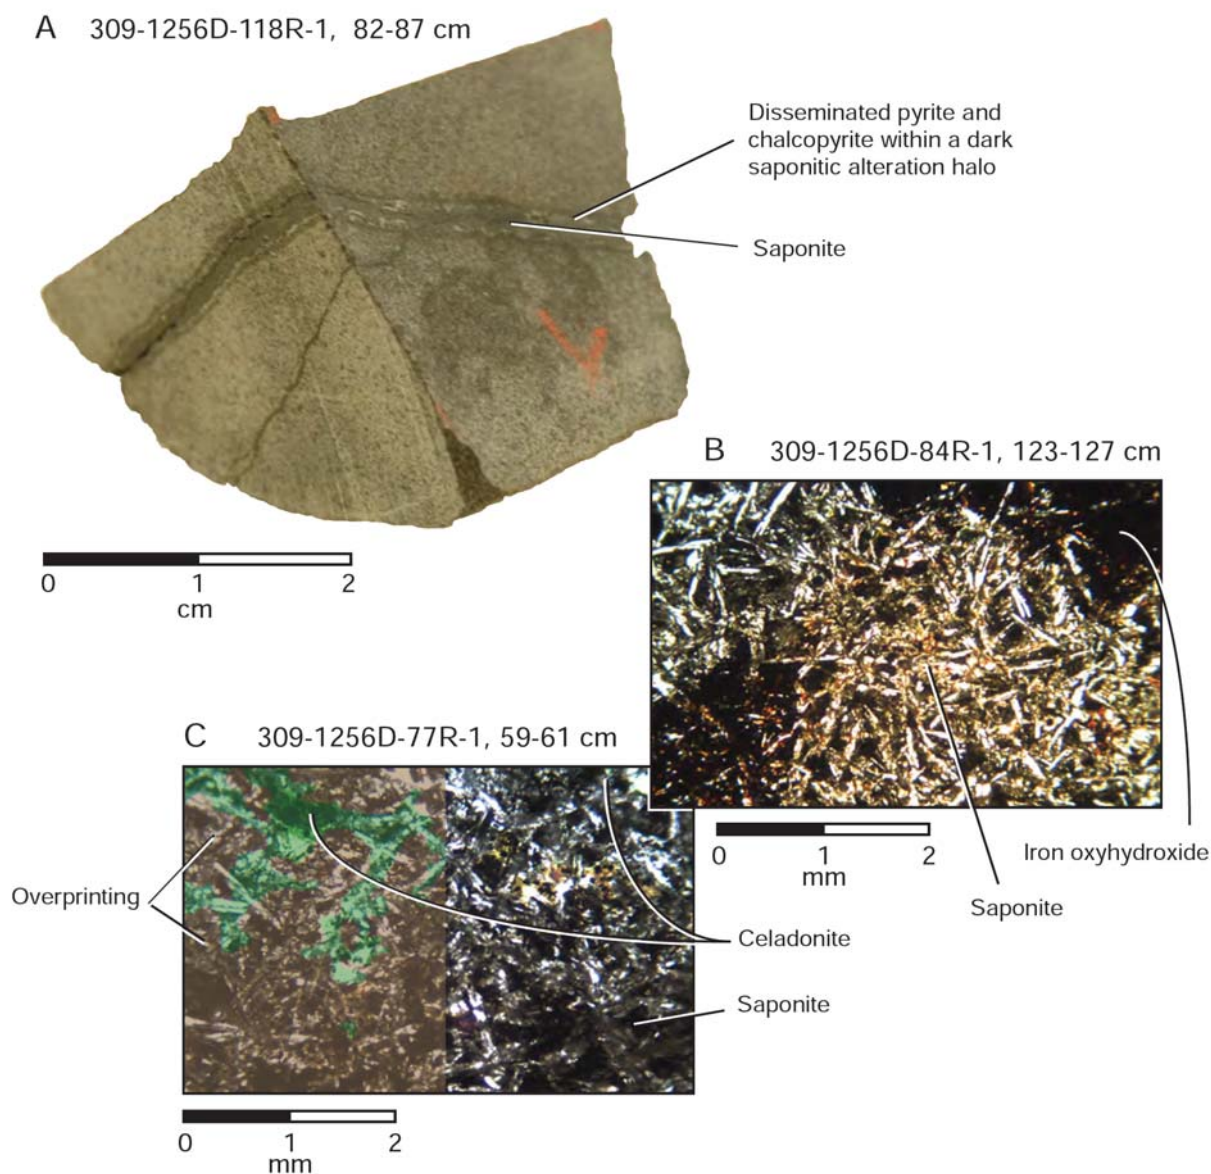 A 309-1256D-118R-1, 82-87 cm
Disseminated pyrite and
chalcopyrite within a dark
saponitic alteration halo
Saponite
0 1 2
cm
B 309-1256D-84R-1, 123-127 cm
0 1 2
mm
Iron oxyhydroxide
Saponite
C 309-1256D-77R-1, 59-61 cm
Overprinting
Celadonite
Saponite
0 1 2
mm